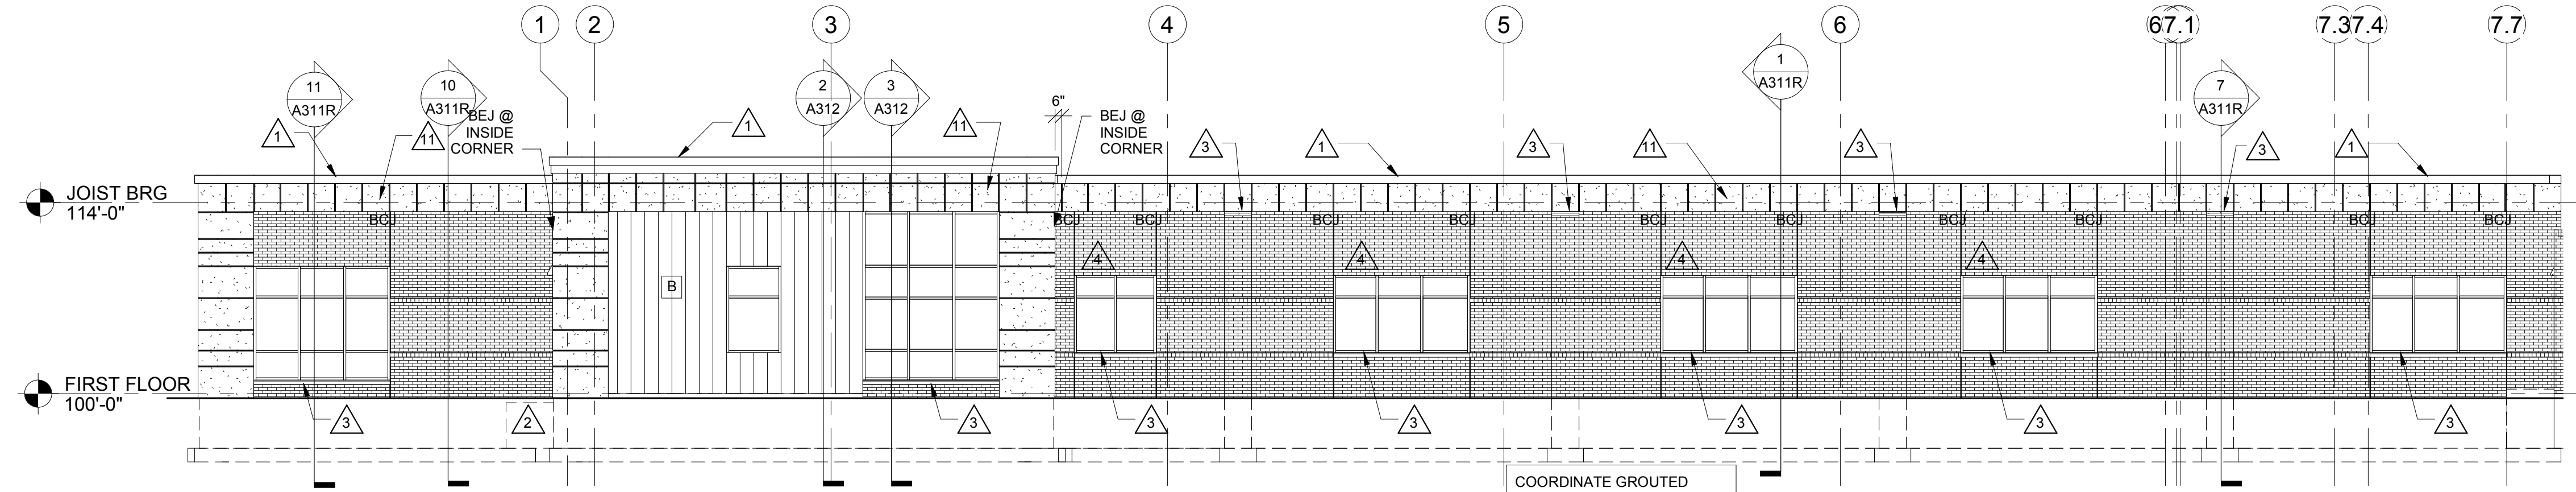 1
2
3
4
5
6
7.1
7.3
7.4
7.7
11
A311R
10
A311R
2
A312
3
A312
1
A311R
7
A311R
6"
BEJ @
INSIDE
CORNER
BEJ @
INSIDE
CORNER
1
11
1
11
3
1
3
11
3
3
1
JOIST BRG
114'-0"
BCJ
BCJ
BCJ
BCJ
BCJ
BCJ
BCJ
BCJ
BCJ
BCJ
BCJ
4
4
4
4
B
FIRST FLOOR
100'-0"
3
2
3
3
3
3
3
3
COORDINATE GROUTED